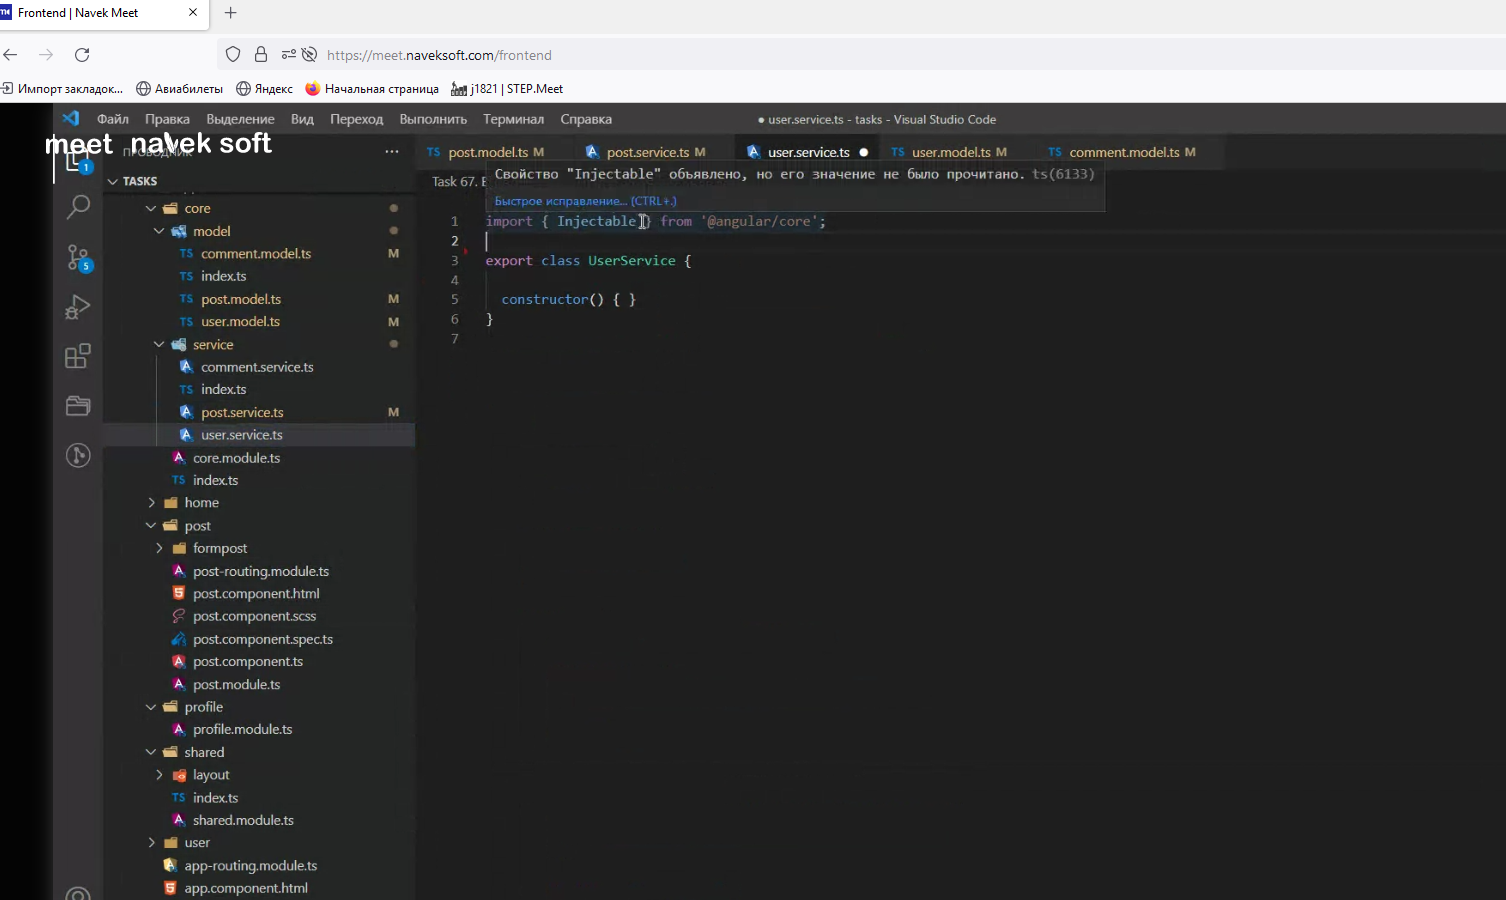 Frontend | Navek Meet
https://meet.naveksoft.com/frontend
Импорт закладок...
Авиабилеты
Яндекс
Начальная страница
j1821 | STEP.Meet
Файл Правка Выделение Вид Переход Выполнить Терминал Справка
● user.service.ts - tasks - Visual Studio Code
meet navek soft
ПРОВОДНИК
···
TS post.model.ts M
post.service.ts M
user.service.ts ●
TS user.model.ts M
TS comment.model.ts M
1
5
TASKS
core
model
TS comment.model.ts M
TS index.ts
TS post.model.ts M
TS user.model.ts M
service
comment.service.ts
TS index.ts
post.service.ts M
user.service.ts
core.module.ts
TS index.ts
home
post
formpost
post-routing.module.ts
post.component.html
post.component.scss
post.component.spec.ts
post.component.ts
post.module.ts
profile
profile.module.ts
shared
layout
TS index.ts
shared.module.ts
user
app-routing.module.ts
app.component.html
Task 67.
Свойство "Injectable" объявлено, но его значение не было прочитано. ts(6133)
Быстрое исправление... (CTRL+.)
1 import { Injectable } from '@angular/core';
2
3 export class UserService {
4
5 constructor() { }
6 }
7